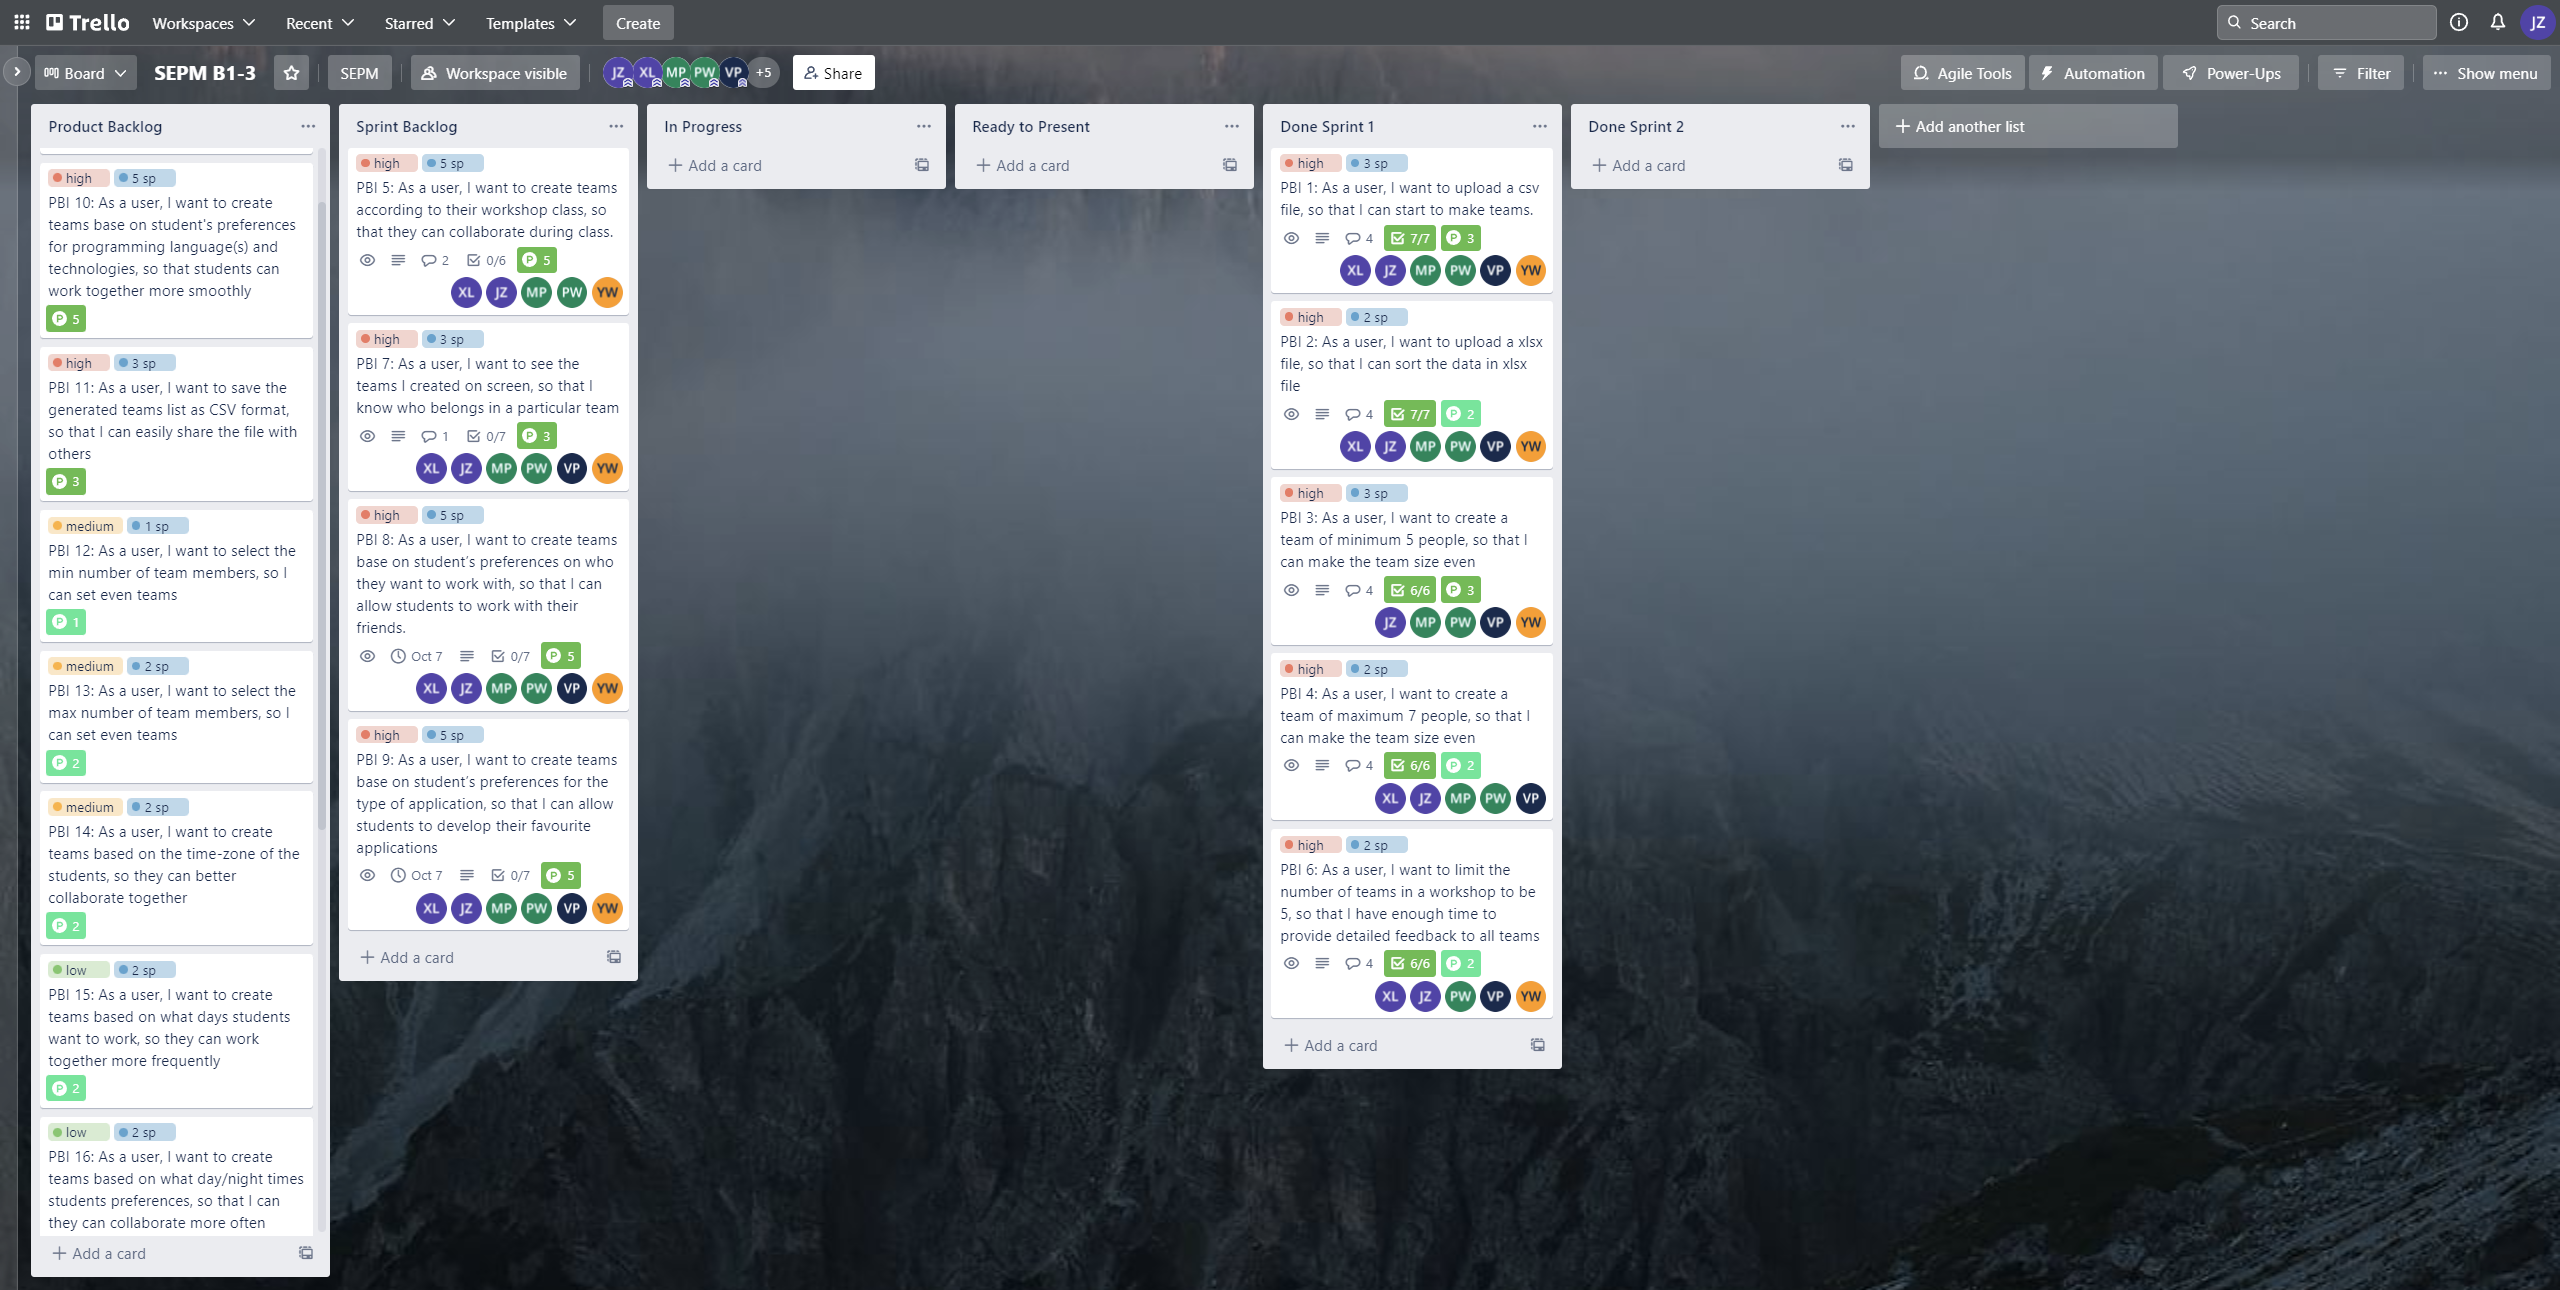 Trello
Workspaces
Recent
Starred
Templates
Create
Search
JZ
Board
SEPM B1-3
SEPM
Workspace visible
JZ XL MP PW VP +5
Share
Agile Tools
Automation
Power-Ups
Filter
Show menu
Product Backlog
high 5 sp
PBI 10: As a user, I want to create
teams base on student's preferences
for programming language(s) and
technologies, so that students can
work together more smoothly
P 5
high 3 sp
PBI 11: As a user, I want to save the
generated teams list as CSV format,
so that I can easily share the file with
others
P 3
medium 1 sp
PBI 12: As a user, I want to select the
min number of team members, so I
can set even teams
P 1
medium 2 sp
PBI 13: As a user, I want to select the
max number of team members, so I
can set even teams
P 2
medium 2 sp
PBI 14: As a user, I want to create
teams based on the time-zone of the
students, so they can better
collaborate together
P 2
low 2 sp
PBI 15: As a user, I want to create
teams based on what days students
want to work, so they can work
together more frequently
P 2
low 2 sp
PBI 16: As a user, I want to create
teams based on what day/night times
students preferences, so that I can
they can collaborate more often
Add a card
Sprint Backlog
high 5 sp
PBI 5: As a user, I want to create teams
according to their workshop class, so
that they can collaborate during class.
2 0/6 P 5
XL JZ MP PW YW
high 3 sp
PBI 7: As a user, I want to see the
teams I created on screen, so that I
know who belongs in a particular team
1 0/7 P 3
XL JZ MP PW VP YW
high 5 sp
PBI 8: As a user, I want to create teams
base on student’s preferences on who
they want to work with, so that I can
allow students to work with their
friends.
Oct 7 0/7 P 5
XL JZ MP PW VP YW
high 5 sp
PBI 9: As a user, I want to create teams
base on student’s preferences for the
type of application, so that I can allow
students to develop their favourite
applications
Oct 7 0/7 P 5
XL JZ MP PW VP YW
Add a card
In Progress
Add a card
Ready to Present
Add a card
Done Sprint 1
high 3 sp
PBI 1: As a user, I want to upload a csv
file, so that I can start to make teams.
4 7/7 P 3
XL JZ MP PW VP YW
high 2 sp
PBI 2: As a user, I want to upload a xlsx
file, so that I can sort the data in xlsx
file
4 7/7 P 2
XL JZ MP PW VP YW
high 3 sp
PBI 3: As a user, I want to create a
team of minimum 5 people, so that I
can make the team size even
4 6/6 P 3
JZ MP PW VP YW
high 2 sp
PBI 4: As a user, I want to create a
team of maximum 7 people, so that I
can make the team size even
4 6/6 P 2
XL JZ MP PW VP
high 2 sp
PBI 6: As a user, I want to limit the
number of teams in a workshop to be
5, so that I have enough time to
provide detailed feedback to all teams
4 6/6 P 2
XL JZ PW VP YW
Add a card
Done Sprint 2
Add a card
Add another list